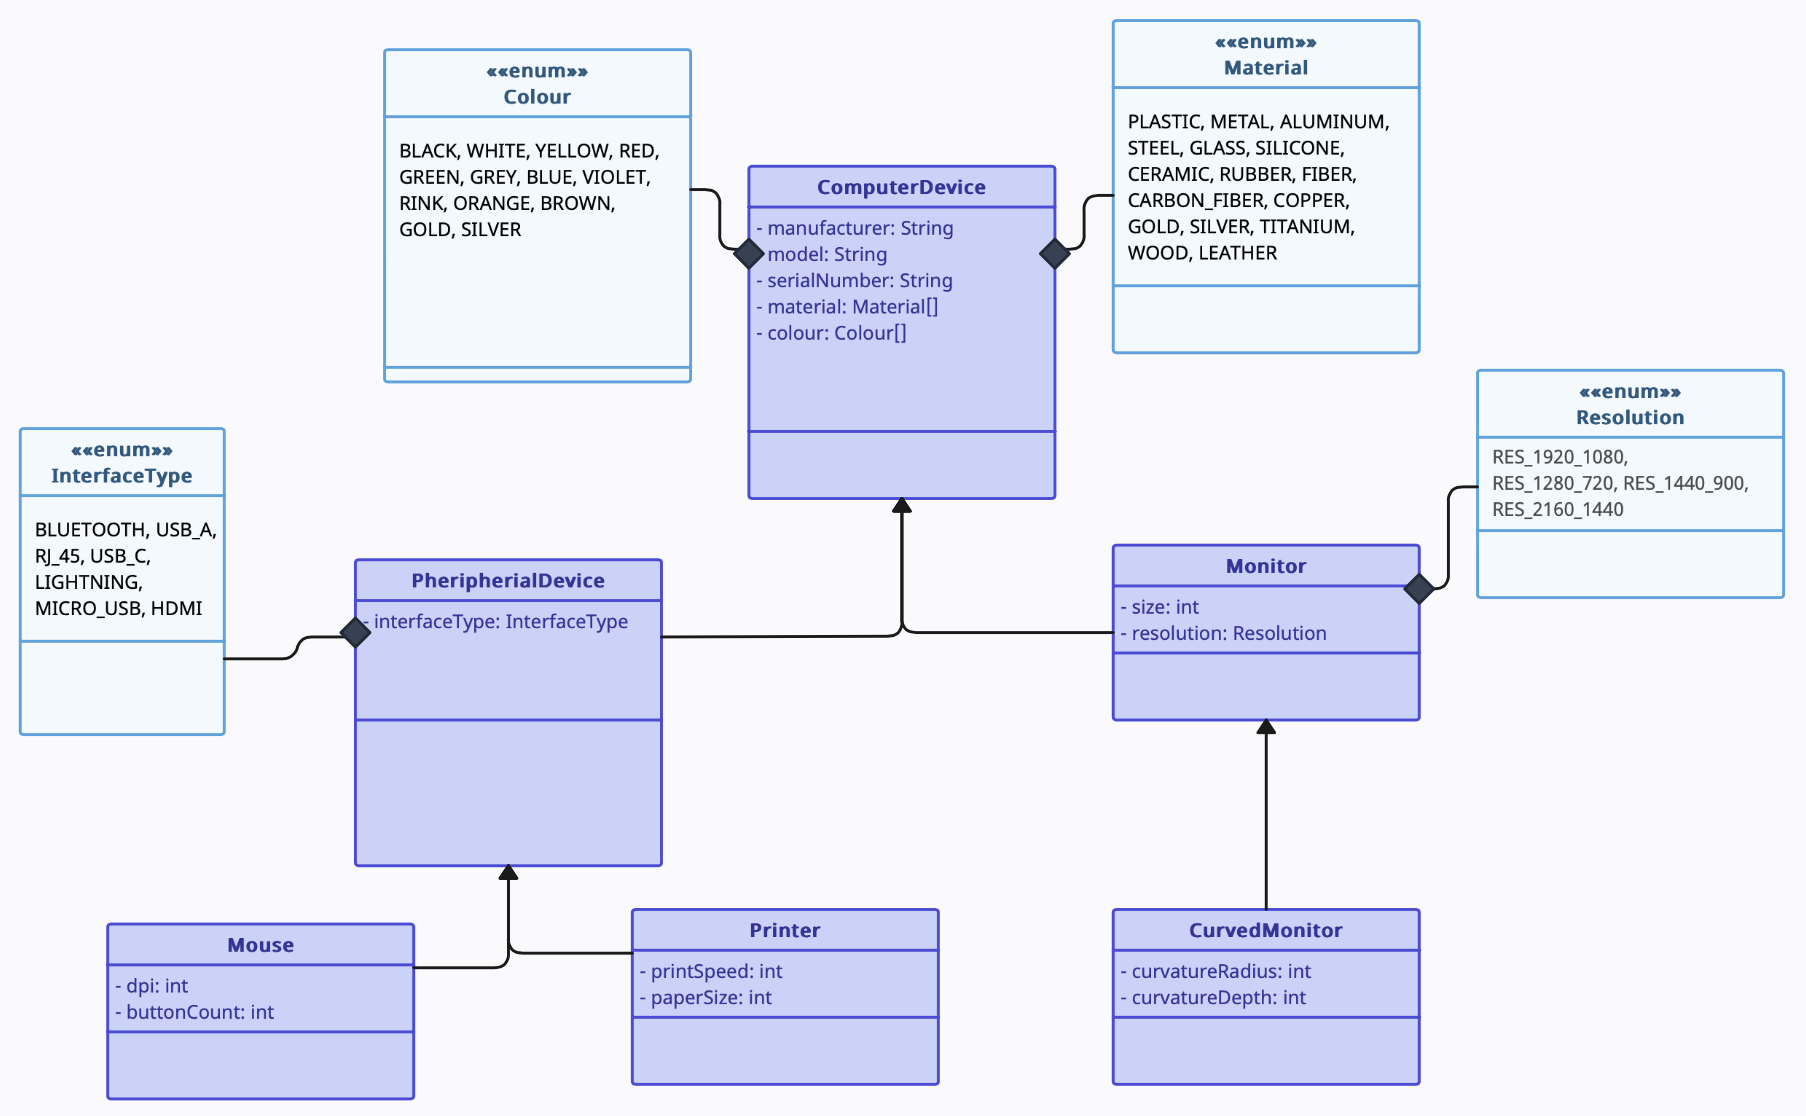 ««enum»»
Colour
BLACK, WHITE, YELLOW, RED,
GREEN, GREY, BLUE, VIOLET,
RINK, ORANGE, BROWN,
GOLD, SILVER
««enum»»
Material
PLASTIC, METAL, ALUMINUM,
STEEL, GLASS, SILICONE,
CERAMIC, RUBBER, FIBER,
CARBON_FIBER, COPPER,
GOLD, SILVER, TITANIUM,
WOOD, LEATHER
ComputerDevice
- manufacturer: String
model: String
- serialNumber: String
- material: Material[]
- colour: Colour[]
««enum»»
Resolution
RES_1920_1080,
RES_1280_720, RES_1440_900,
RES_2160_1440
««enum»»
InterfaceType
BLUETOOTH, USB_A,
RJ_45, USB_C,
LIGHTNING,
MICRO_USB, HDMI
PheripherialDevice
- interfaceType: InterfaceType
Monitor
- size: int
- resolution: Resolution
Mouse
- dpi: int
- buttonCount: int
Printer
- printSpeed: int
- paperSize: int
CurvedMonitor
- curvatureRadius: int
- curvatureDepth: int